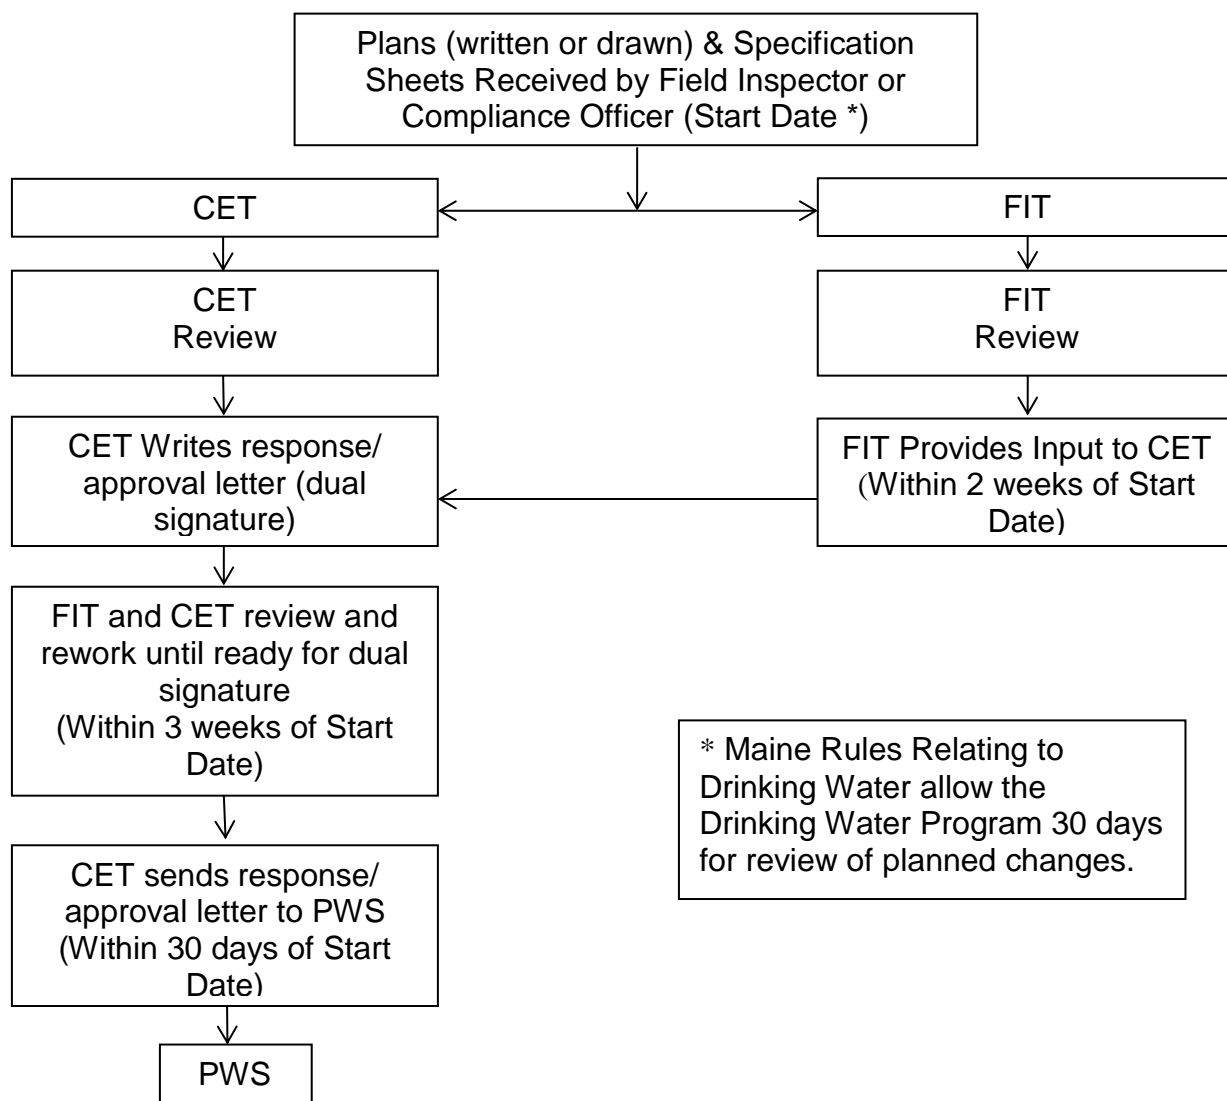 Plans (written or drawn) & Specification
Sheets Received by Field Inspector or
Compliance Officer (Start Date *)
CET
FIT
CET
Review
FIT
Review
CET Writes response/
approval letter (dual
signature)
FIT Provides Input to CET
(Within 2 weeks of Start
Date)
FIT and CET review and
rework until ready for dual
signature
(Within 3 weeks of Start
Date)
* Maine Rules Relating to
Drinking Water allow the
Drinking Water Program 30 days
for review of planned changes.
CET sends response/
approval letter to PWS
(Within 30 days of Start
Date)
PWS